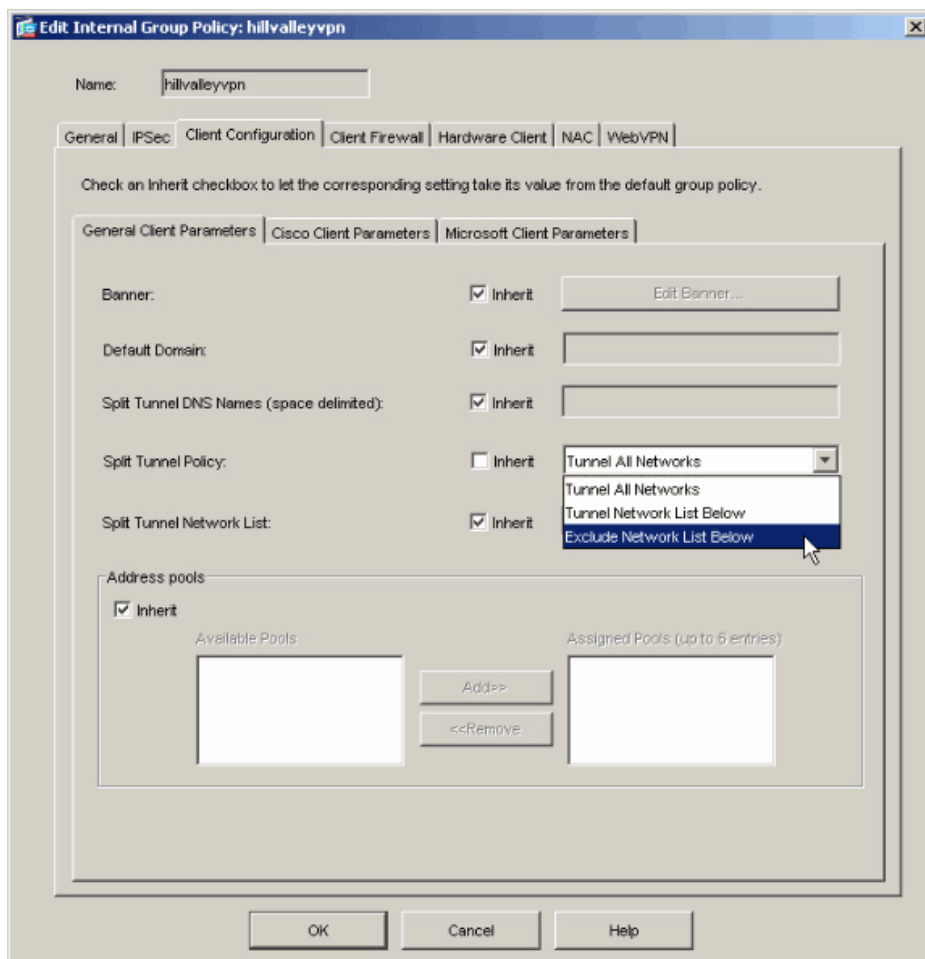 Edit Internal Group Policy: hillvalleyvpn
Name: hillvalleyvpn
General IPSec Client Configuration Client Firewall Hardware Client NAC WebVPN
Check an Inherit checkbox to let the corresponding setting take its value from the default group policy.
General Client Parameters Cisco Client Parameters Microsoft Client Parameters
Banner: Inherit Edit Banner...
Default Domain: Inherit
Split Tunnel DNS Names (space delimited): Inherit
Split Tunnel Policy: Inherit Tunnel All Networks
Tunnel All Networks
Tunnel Network List Below
Split Tunnel Network List: Inherit
Exclude Network List Below
Address pools
Inherit
Available Pools Assigned Pools (up to 6 entries)
Add>>
<<Remove
OK Cancel Help